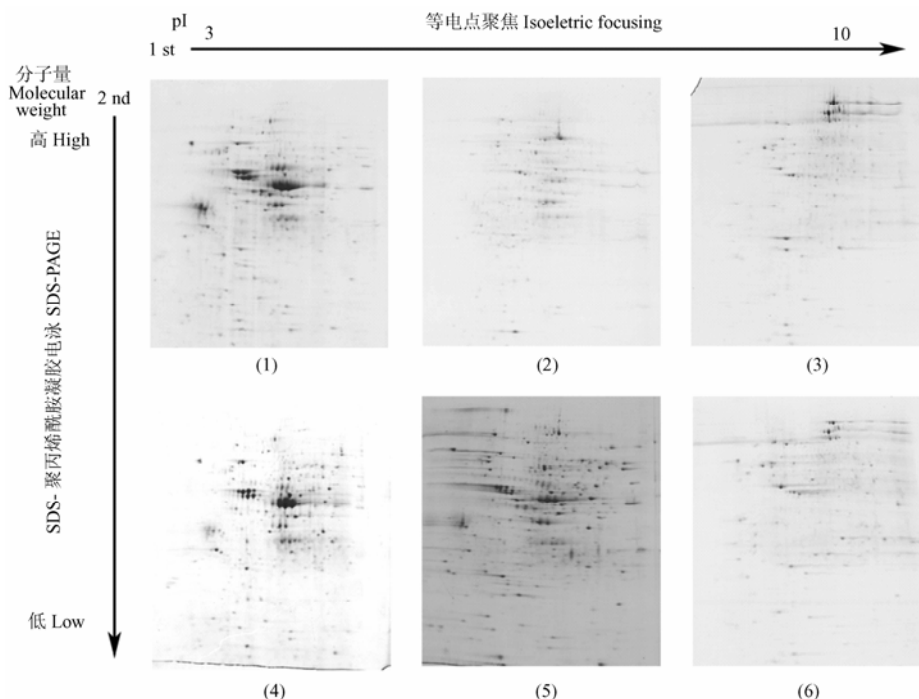 pI
等电点聚焦 Isoeletric focusing
3
10
1 st
分子量
Molecular
weight
2 nd
高 High
SDS- 聚丙烯酰胺凝胶电泳 SDS-PAGE
低 Low
(1)
(2)
(3)
(4)
(5)
(6)